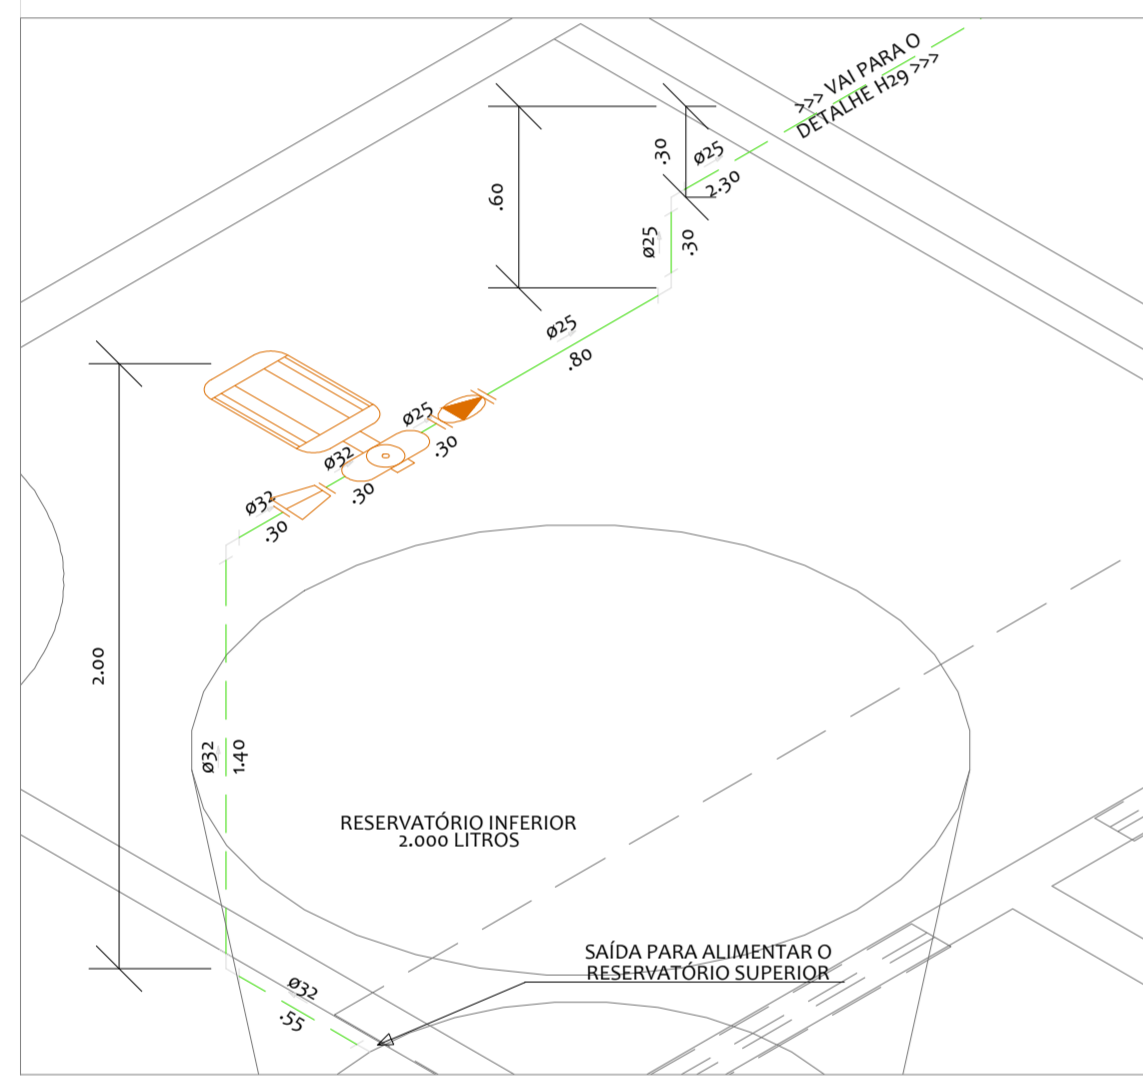 >>> VAI PARA O
DETALHE H29 >>>
.30
Ø25
2.30
.60
Ø25
.30
Ø25
.80
Ø25
.30
Ø32
.30
Ø32
.30
2.00
Ø32
1.40
RESERVATÓRIO INFERIOR
2.000 LITROS
SAÍDA PARA ALIMENTAR O
RESERVATÓRIO SUPERIOR
Ø32
.55